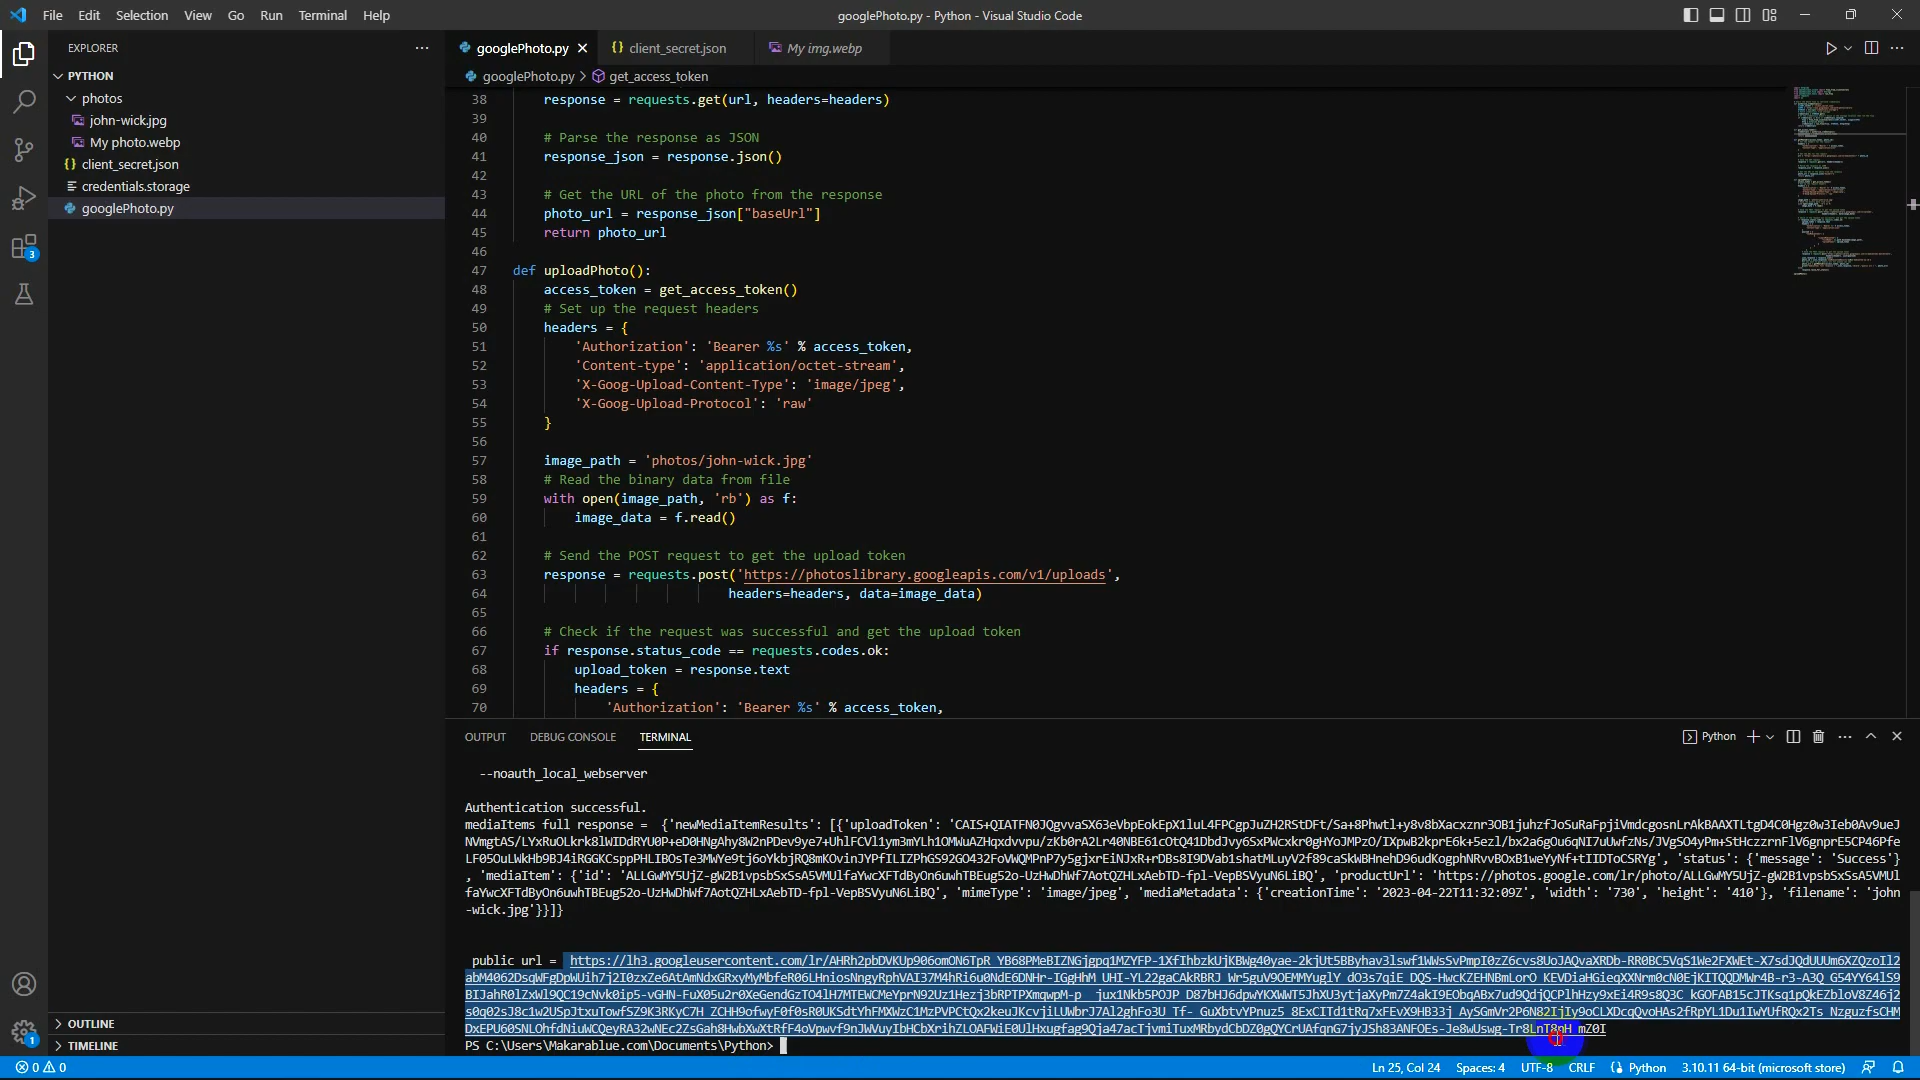 File Edit Selection View Go Run Terminal Help
googlePhoto.py - Python - Visual Studio Code
EXPLORER
PYTHON
photos
john-wick.jpg
My photo.webp
client_secret.json
credentials.storage
googlePhoto.py
OUTLINE
TIMELINE
googlePhoto.py client_secret.json My img.webp
googlePhoto.py > get_access_token
38 response = requests.get(url, headers=headers)
39
40 # Parse the response as JSON
41 response_json = response.json()
42
43 # Get the URL of the photo from the response
44 photo_url = response_json["baseUrl"]
45 return photo_url
46
47 def uploadPhoto():
48 access_token = get_access_token()
49 # Set up the request headers
50 headers = {
51 'Authorization': 'Bearer %s' % access_token,
52 'Content-type': 'application/octet-stream',
53 'X-Goog-Upload-Content-Type': 'image/jpeg',
54 'X-Goog-Upload-Protocol': 'raw'
55 }
56
57 image_path = 'photos/john-wick.jpg'
58 # Read the binary data from file
59 with open(image_path, 'rb') as f:
60 image_data = f.read()
61
62 # Send the POST request to get the upload token
63 response = requests.post('https://photoslibrary.googleapis.com/v1/uploads',
64 headers=headers, data=image_data)
65
66 # Check if the request was successful and get the upload token
67 if response.status_code == requests.codes.ok:
68 upload_token = response.text
69 headers = {
70 'Authorization': 'Bearer %s' % access_token,
OUTPUT DEBUG CONSOLE TERMINAL
Python
--noauth_local_webserver
Authentication successful.
mediaItems full response = {'newMediaItemResults': [{'uploadToken':
'status': {'message': 'Success'}
, 'mediaItem': {'id': 'productUrl':
'mimeType': 'image/jpeg', 'mediaMetadata': {'creationTime': '2023-04-22T11:32:09Z', 'width': '730', 'height': '410'}, 'filename': 'john
-wick.jpg'}}]}
public url = https://lh3.googleusercontent.com/lr/
PS C:\Users\Makarablue.com\Documents\Python>
0 0 Ln 25, Col 24 Spaces: 4 UTF-8 CRLF Python 3.10.11 64-bit (microsoft store)
3
1